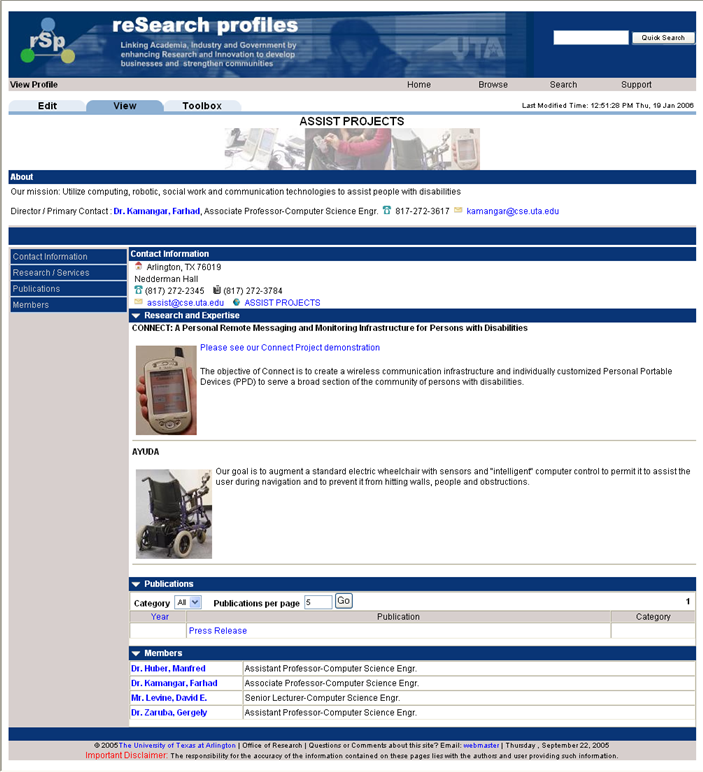 rSp
reSearch profiles
Linking Academia, Industry and Government by
enhancing Research and Innovation to develop
businesses and strengthen communities
UTA
Quick Search
View Profile
Home Browse Search Support
Edit View Toolbox
Last Modified Time: 12:51:28 PM Thu, 19 Jan 2006
ASSIST PROJECTS
About
Our mission: Utilize computing, robotic, social work and communication technologies to assist people with disabilities
Director / Primary Contact : Dr. Kamangar, Farhad, Associate Professor-Computer Science Engr. 817-272-3617 kamangar@cse.uta.edu
Contact Information
Research / Services
Publications
Members
Contact Information
Arlington, TX 76019
Nedderman Hall
(817) 272-2345 (817) 272-3784
assist@cse.uta.edu ASSIST PROJECTS
Research and Expertise
CONNECT: A Personal Remote Messaging and Monitoring Infrastructure for Persons with Disabilities
Please see our Connect Project demonstration
The objective of Connect is to create a wireless communication infrastructure and individually customized Personal Portable
Devices (PPD) to serve a broad section of the community of persons with disabilities.
AYUDA
Our goal is to augment a standard electric wheelchair with sensors and "intelligent" computer control to permit it to assist the
user during navigation and to prevent it from hitting walls, people and obstructions.
Publications
Category All Publications per page 5 Go 1
Year Publication Category
Press Release
Members
Dr. Huber, Manfred Assistant Professor-Computer Science Engr.
Dr. Kamangar, Farhad Associate Professor-Computer Science Engr.
Mr. Levine, David E. Senior Lecturer-Computer Science Engr.
Dr. Zaruba, Gergely Assistant Professor-Computer Science Engr.
© 2005 The University of Texas at Arlington | Office of Research | Questions or Comments about this site? Email: webmaster | Thursday , September 22, 2005
Important Disclaimer: The responsibility for the accuracy of the information contained on these pages lies with the authors and user providing such information.